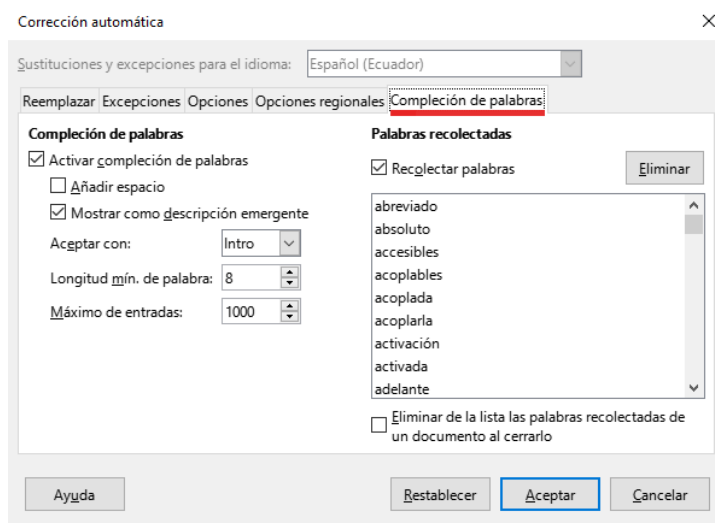 Corrección automática
Sustituciones y excepciones para el idioma: Español (Ecuador)
Reemplazar Excepciones Opciones Opciones regionales Compleción de palabras
Compleción de palabras
Activar compleción de palabras
Añadir espacio
Mostrar como descripción emergente
Aceptar con: Intro
Longitud mín. de palabra: 8
Máximo de entradas: 1000
Palabras recolectadas
Recolectar palabras
Eliminar
abreviado
absoluto
accesibles
acoplables
acoplada
acoplarla
activación
activada
adelante
Eliminar de la lista las palabras recolectadas de
un documento al cerrarlo
Ayuda
Restablecer
Aceptar
Cancelar